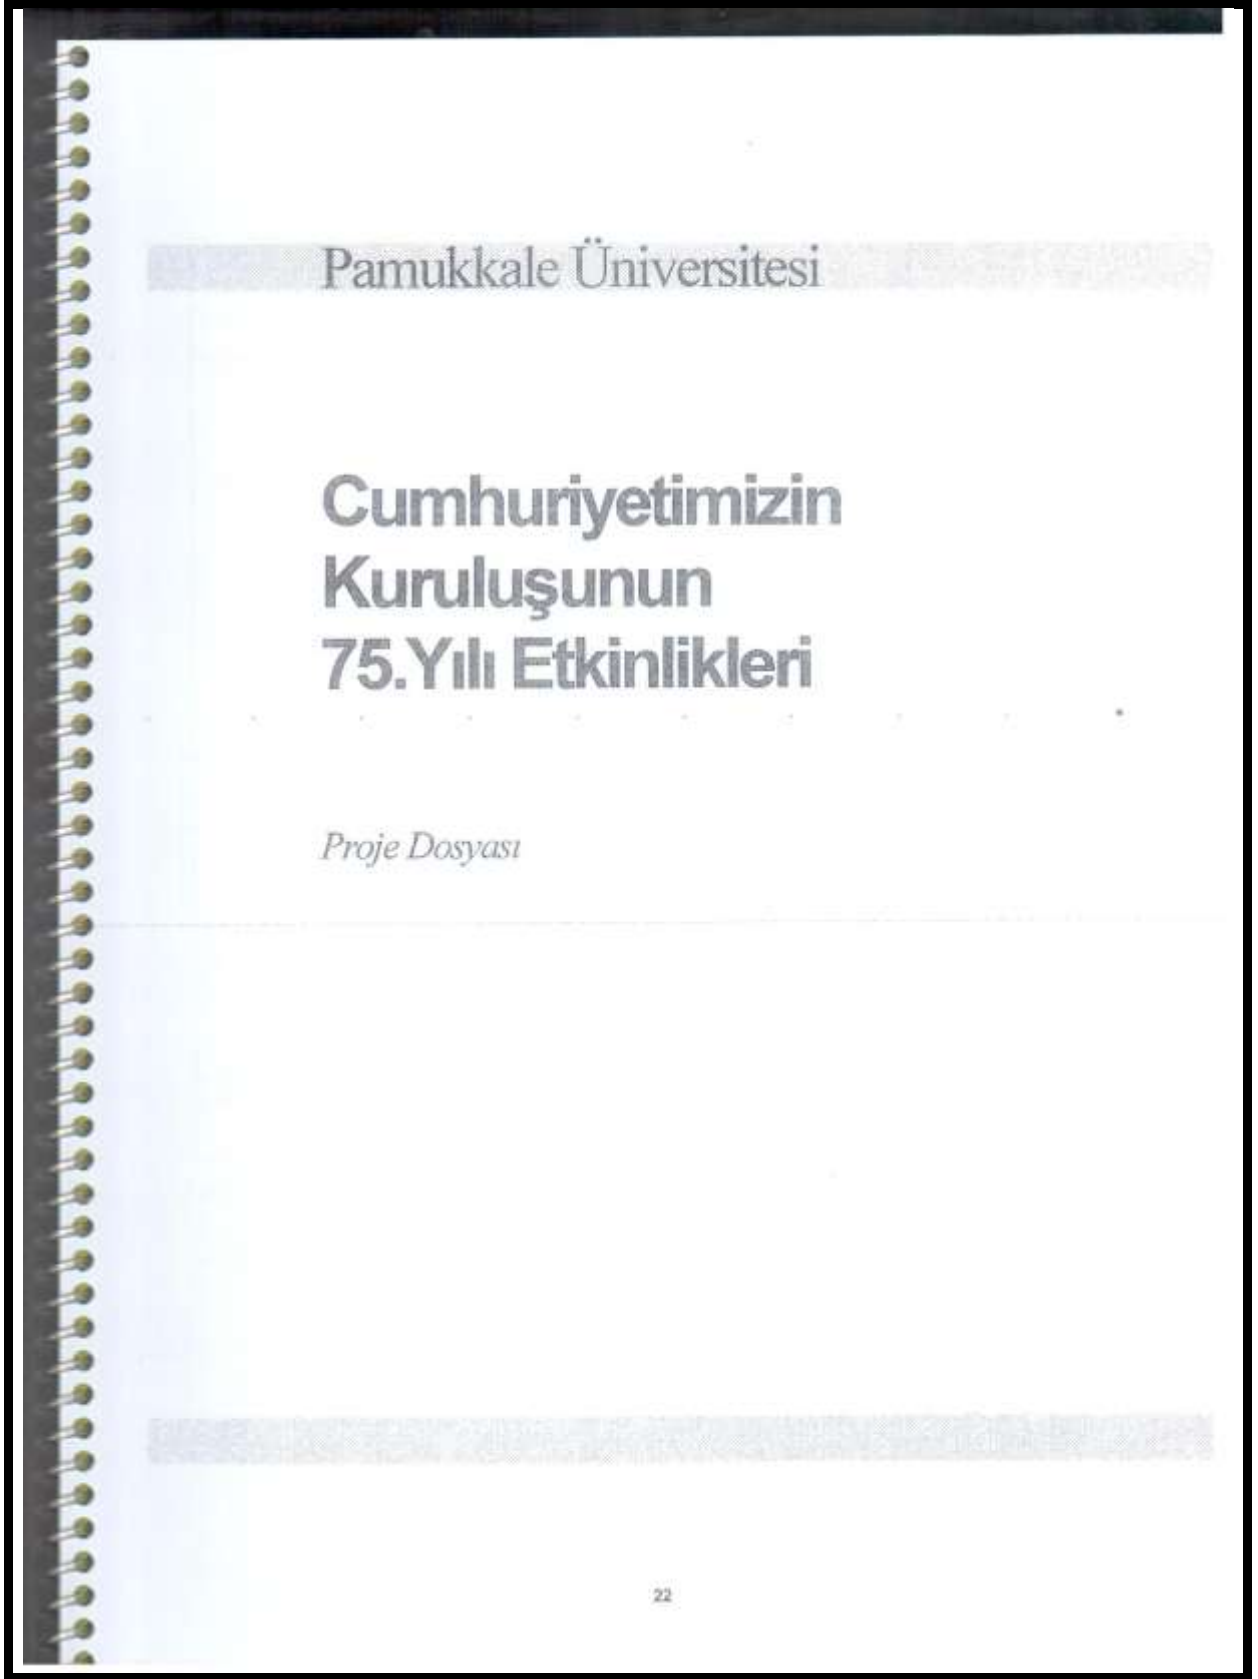 Pamukkale Üniversitesi
Cumhuriyetimizin
Kuruluşunun
75.Yılı Etkinlikleri
Proje Dosyası
22